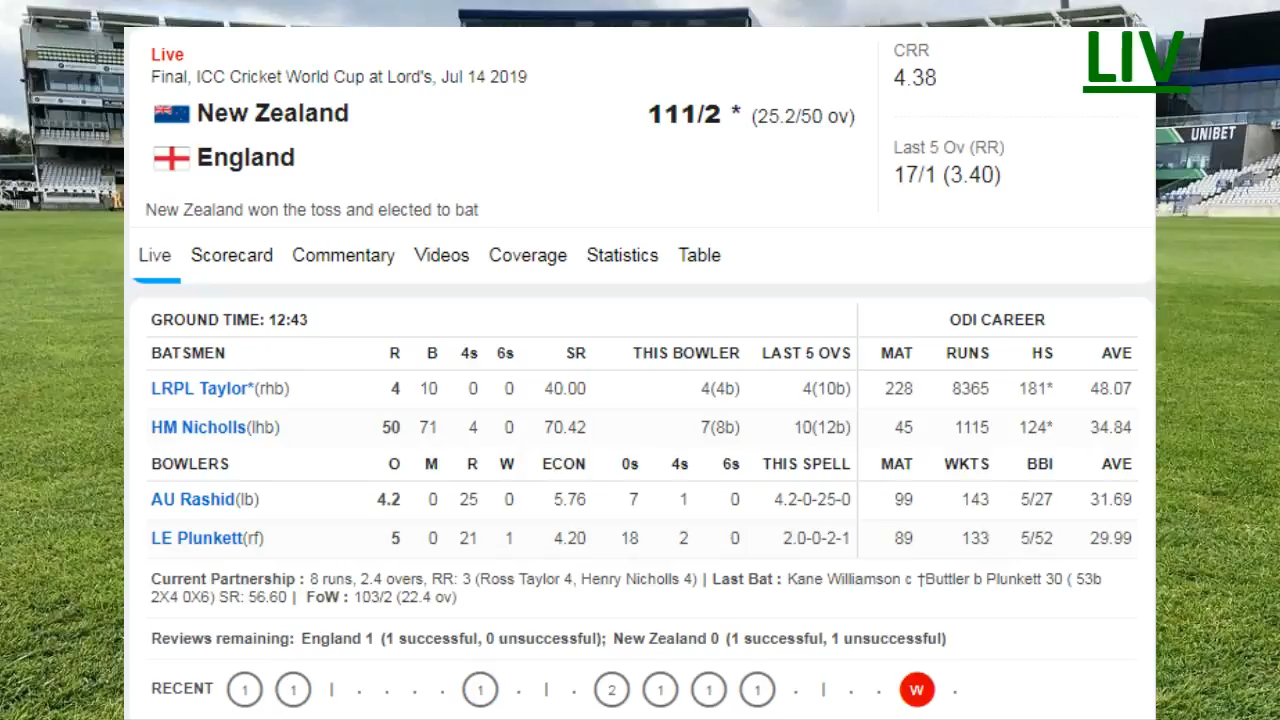 LIV
Live
Final, ICC Cricket World Cup at Lord's, Jul 14 2019
New Zealand 111/2 * (25.2/50 ov)
England
New Zealand won the toss and elected to bat
CRR
4.38
Last 5 Ov (RR)
17/1 (3.40)
UNIBET
Live Scorecard Commentary Videos Coverage Statistics Table
GROUND TIME: 12:43 ODI CAREER
BATSMEN R B 4s 6s SR THIS BOWLER LAST 5 OVS MAT RUNS HS AVE
LRPL Taylor*(rhb) 4 10 0 0 40.00 4(4b) 4(10b) 228 8365 181* 48.07
HM Nicholls(lhb) 50 71 4 0 70.42 7(8b) 10(12b) 45 1115 124* 34.84
BOWLERS O M R W ECON 0s 4s 6s THIS SPELL MAT WKTS BBI AVE
AU Rashid(lb) 4.2 0 25 0 5.76 7 1 0 4.2-0-25-0 99 143 5/27 31.69
LE Plunkett(rf) 5 0 21 1 4.20 18 2 0 2.0-0-2-1 89 133 5/52 29.99
Current Partnership : 8 runs, 2.4 overs, RR: 3 (Ross Taylor 4, Henry Nicholls 4) | Last Bat : Kane Williamson c †Buttler b Plunkett 30 ( 53b
2X4 0X6) SR: 56.60 | FoW : 103/2 (22.4 ov)
Reviews remaining: England 1 (1 successful, 0 unsuccessful); New Zealand 0 (1 successful, 1 unsuccessful)
RECENT 1 1 | . . . . 1 . | . 2 1 1 1 . | . . W .